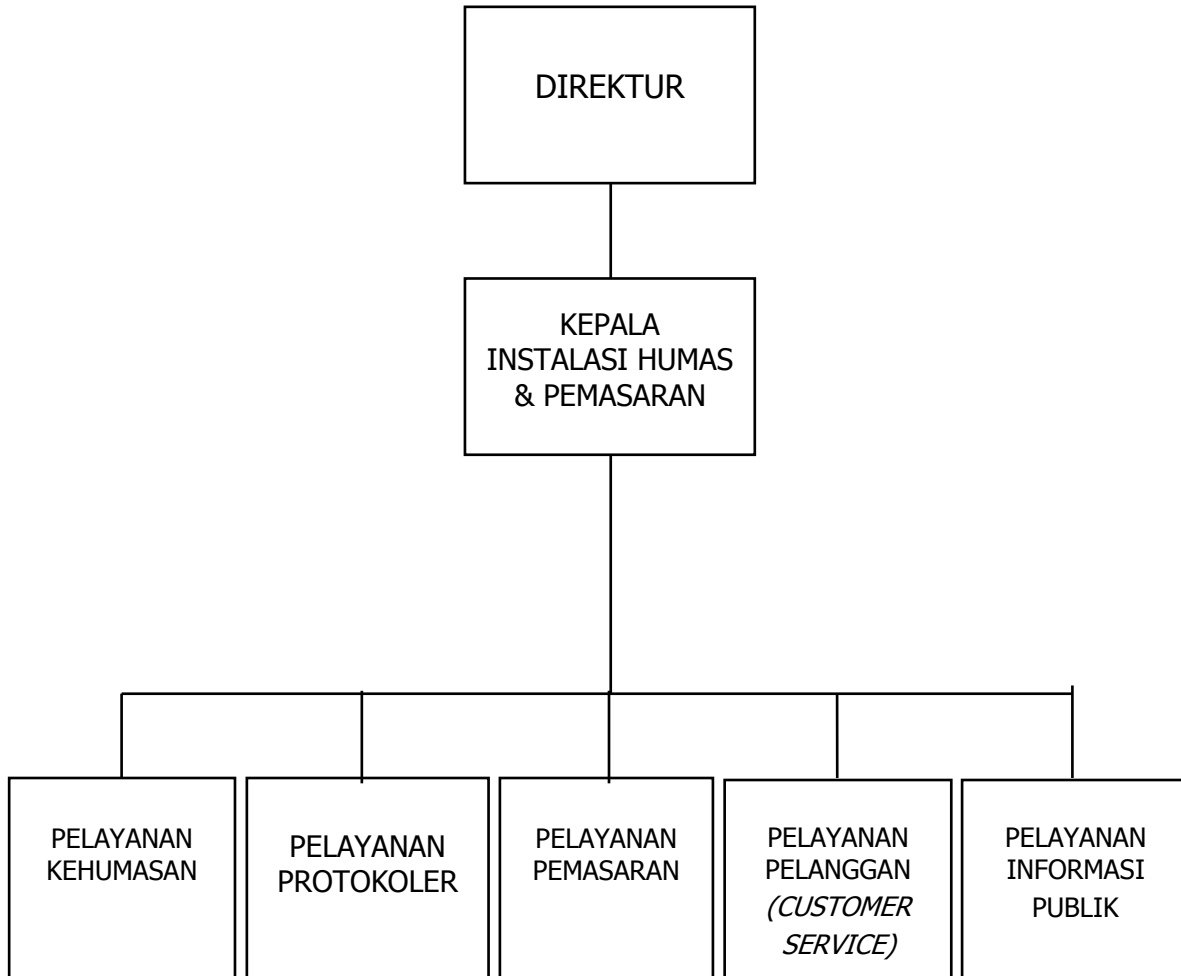 DIREKTUR
KEPALA
INSTALASI HUMAS
& PEMASARAN
PELAYANAN
KEHUMASAN
PELAYANAN
PROTOKOLER
PELAYANAN
PEMASARAN
PELAYANAN
PELANGGAN
(CUSTOMER
SERVICE)
PELAYANAN
INFORMASI
PUBLIK